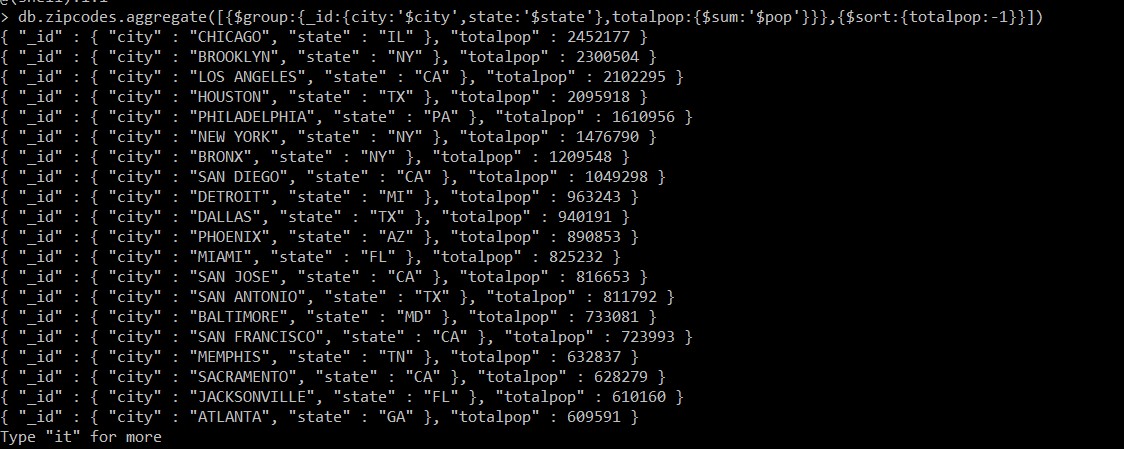 > db.zipcodes.aggregate([{$group:{_id:{city:'$city',state:'$state'},totalpop:{$sum:'$pop'}}},{$sort:{totalpop:-1}}])
{ "_id" : { "city" : "CHICAGO", "state" : "IL" }, "totalpop" : 2452177 }
{ "_id" : { "city" : "BROOKLYN", "state" : "NY" }, "totalpop" : 2300504 }
{ "_id" : { "city" : "LOS ANGELES", "state" : "CA" }, "totalpop" : 2102295 }
{ "_id" : { "city" : "HOUSTON", "state" : "TX" }, "totalpop" : 2095918 }
{ "_id" : { "city" : "PHILADELPHIA", "state" : "PA" }, "totalpop" : 1610956 }
{ "_id" : { "city" : "NEW YORK", "state" : "NY" }, "totalpop" : 1476790 }
{ "_id" : { "city" : "BRONX", "state" : "NY" }, "totalpop" : 1209548 }
{ "_id" : { "city" : "SAN DIEGO", "state" : "CA" }, "totalpop" : 1049298 }
{ "_id" : { "city" : "DETROIT", "state" : "MI" }, "totalpop" : 963243 }
{ "_id" : { "city" : "DALLAS", "state" : "TX" }, "totalpop" : 940191 }
{ "_id" : { "city" : "PHOENIX", "state" : "AZ" }, "totalpop" : 890853 }
{ "_id" : { "city" : "MIAMI", "state" : "FL" }, "totalpop" : 825232 }
{ "_id" : { "city" : "SAN JOSE", "state" : "CA" }, "totalpop" : 816653 }
{ "_id" : { "city" : "SAN ANTONIO", "state" : "TX" }, "totalpop" : 811792 }
{ "_id" : { "city" : "BALTIMORE", "state" : "MD" }, "totalpop" : 733081 }
{ "_id" : { "city" : "SAN FRANCISCO", "state" : "CA" }, "totalpop" : 723993 }
{ "_id" : { "city" : "MEMPHIS", "state" : "TN" }, "totalpop" : 632837 }
{ "_id" : { "city" : "SACRAMENTO", "state" : "CA" }, "totalpop" : 628279 }
{ "_id" : { "city" : "JACKSONVILLE", "state" : "FL" }, "totalpop" : 610160 }
{ "_id" : { "city" : "ATLANTA", "state" : "GA" }, "totalpop" : 609591 }
Type "it" for more